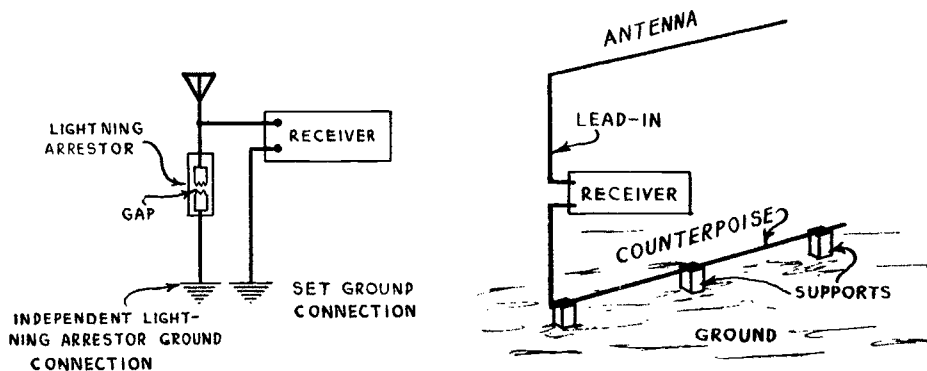 LIGHTNING
ARRESTOR
GAP
RECEIVER
INDEPENDENT LIGHT-
NING ARRESTOR GROUND
CONNECTION
SET GROUND
CONNECTION
ANTENNA
LEAD-IN
RECEIVER
COUNTERPOISE
SUPPORTS
GROUND